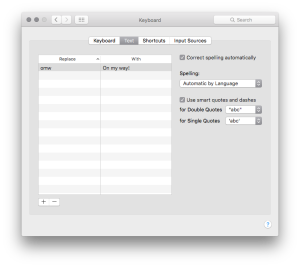 Keyboard
Search
Keyboard Text Shortcuts Input Sources
Replace With
omw On my way!
Correct spelling automatically
Spelling:
Automatic by Language
Use smart quotes and dashes
for Double Quotes “abc”
for Single Quotes ‘abc’
+ −
?